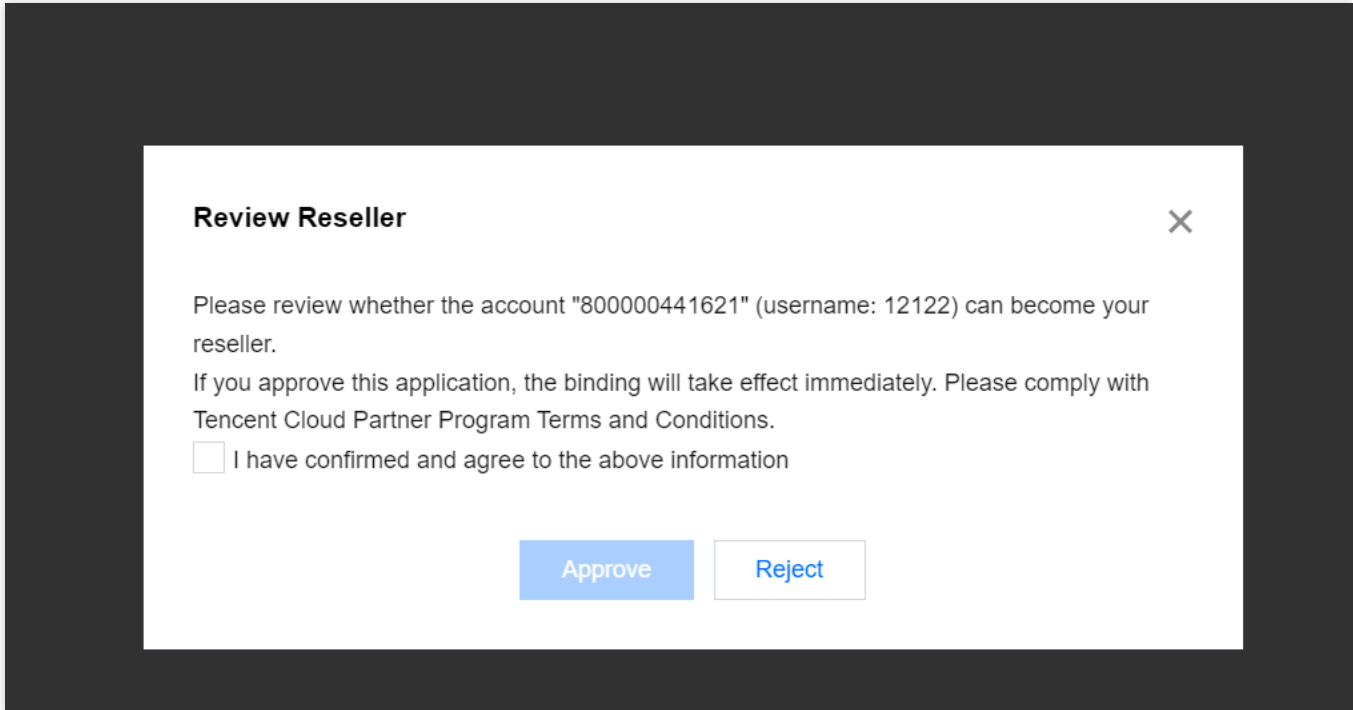 Review Reseller
Please review whether the account "800000441621" (username: 12122) can become your
reseller.
If you approve this application, the binding will take effect immediately. Please comply with
Tencent Cloud Partner Program Terms and Conditions.
I have confirmed and agree to the above information
Approve
Reject